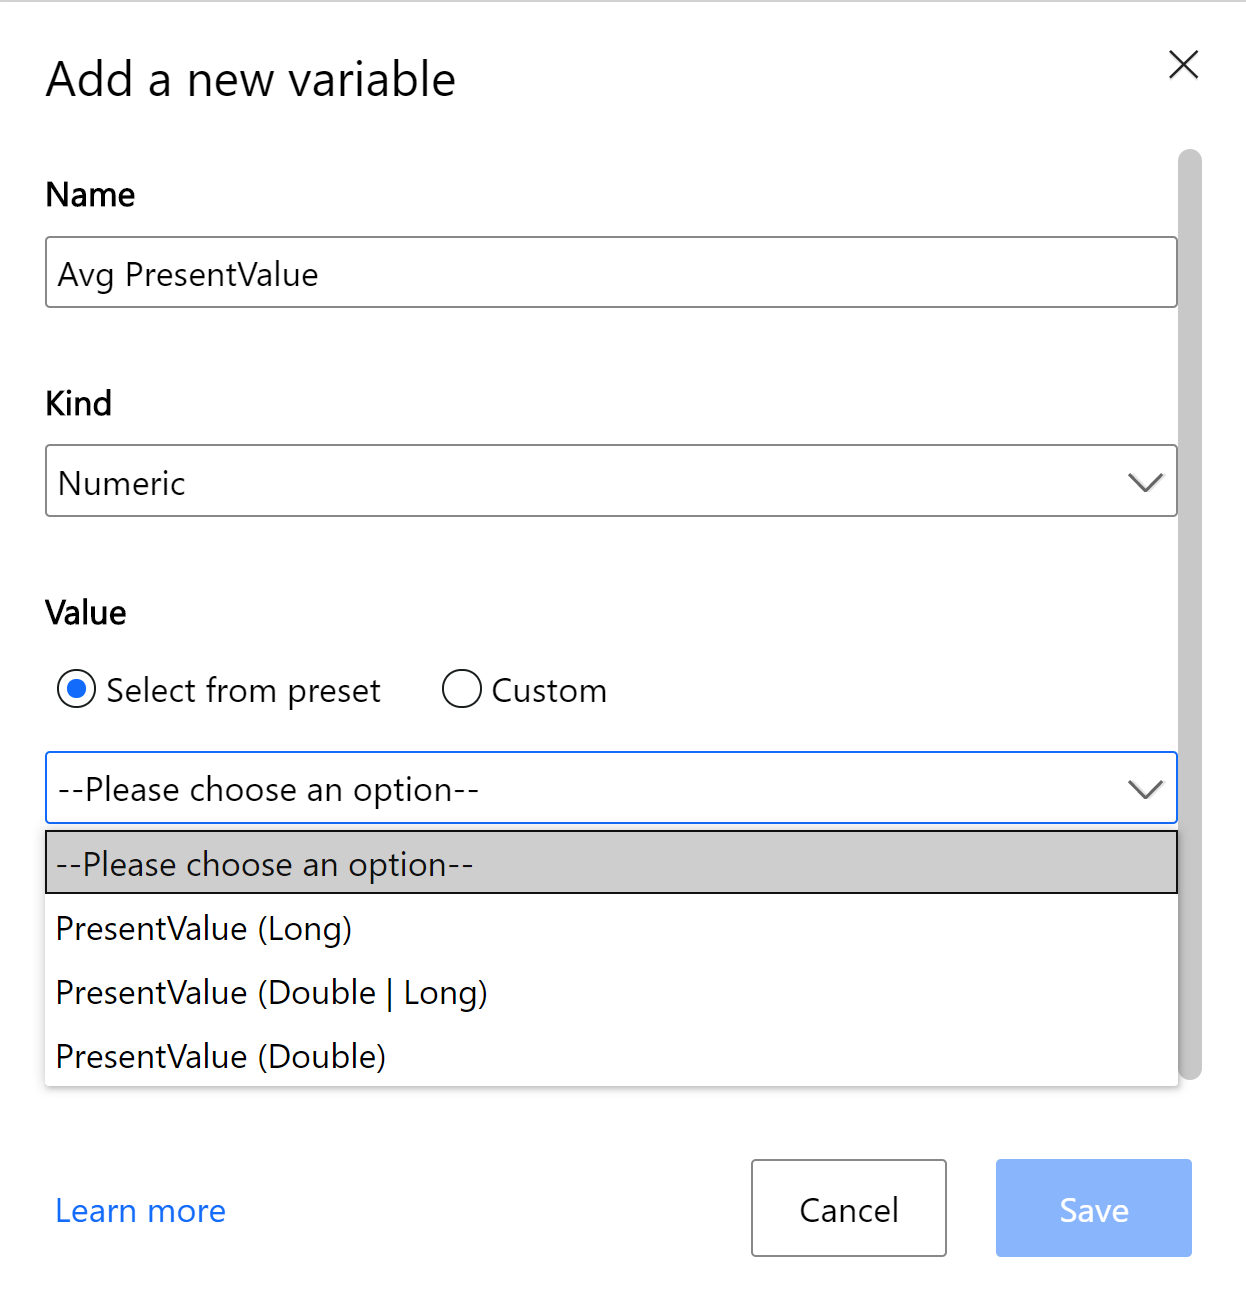 Add a new variable
Name
Avg PresentValue
Kind
Numeric
Value
Select from preset Custom
--Please choose an option--
--Please choose an option--
PresentValue (Long)
PresentValue (Double | Long)
PresentValue (Double)
Learn more Cancel Save